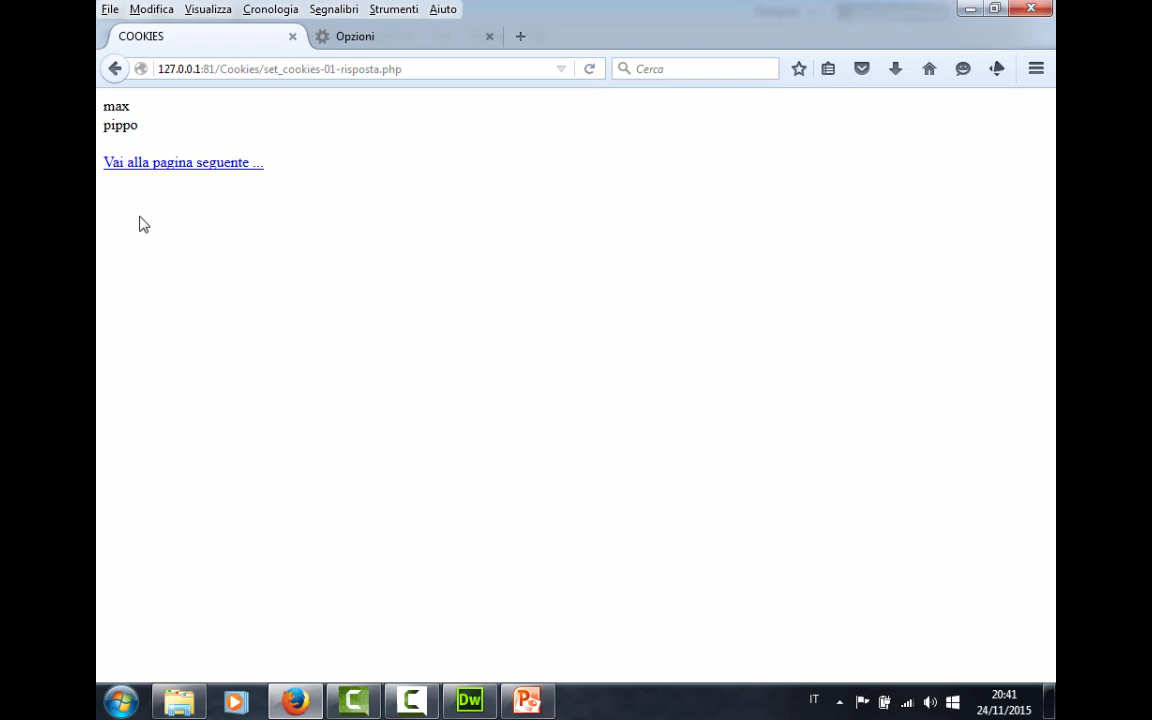 File Modifica Visualizza Cronologia Segnalibri Strumenti Aiuto
COOKIES
Opzioni
127.0.0.1:81/Cookies/set_cookies-01-risposta.php
Cerca
max
pippo
Vai alla pagina seguente ...
Dw
P
IT
20:41
24/11/2015